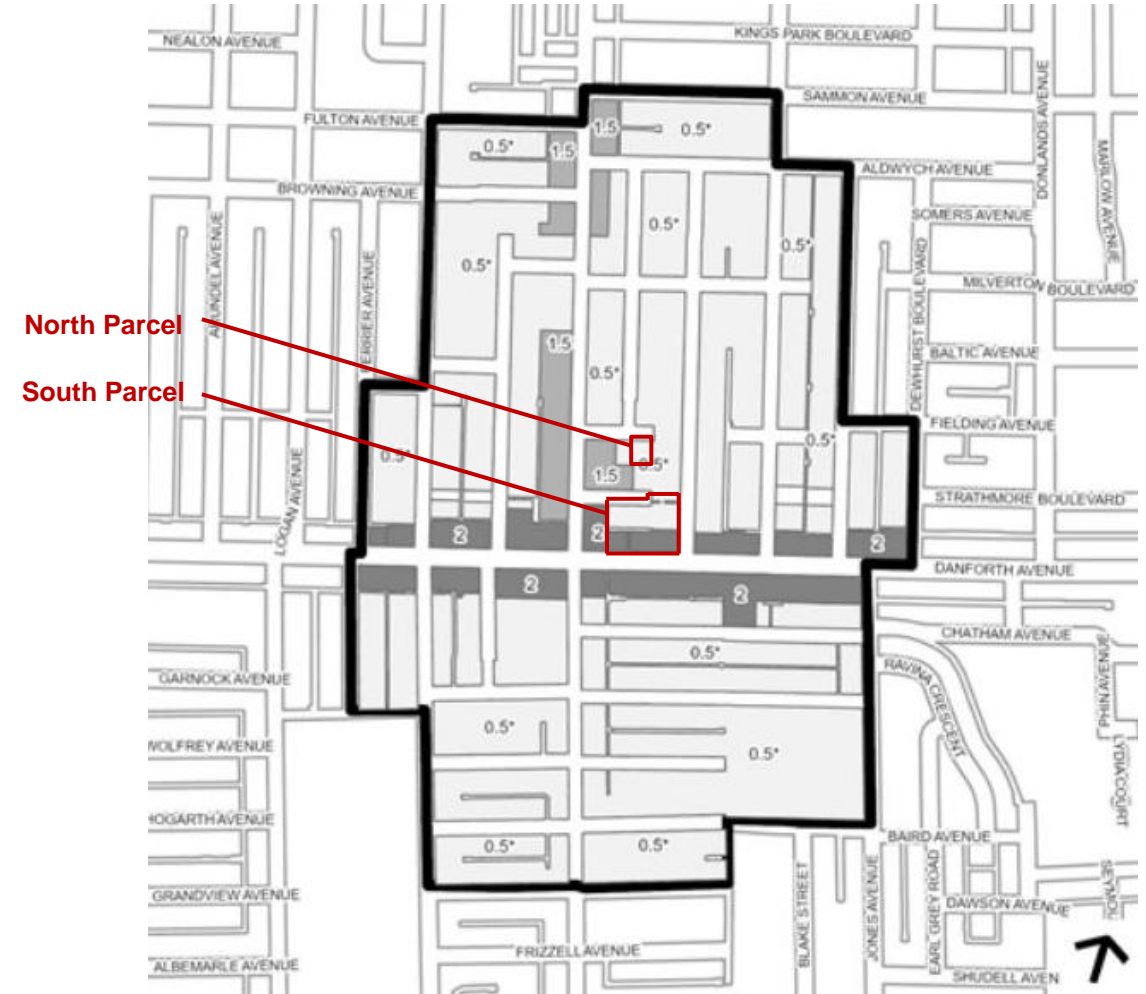 KINGS PARK BOULEVARD
NEALON AVENUE
SAMMON AVENUE
FULTON AVENUE
1.5
0.5*
0.5*
1.5
DONLANDS AVENUE
MARLOW AVENUE
ALDWYCH AVENUE
BROWNING AVENUE
SOMERS AVENUE
ARUNDEL AVENUE
FERRIER AVENUE
0.5*
0.5*
0.5*
MILVERTON BOULEVARD
DEWHURST BOULEVARD
North Parcel
1.5
BALTIC AVENUE
0.5*
South Parcel
FIELDING AVENUE
0.5*
0.5*
0.5*
1.5
STRATHMORE BOULEVARD
LOGAN AVENUE
2
2
2
DANFORTH AVENUE
2
2
CHATHAM AVENUE
PHIN AVENUE
0.5*
RAVINA CRESCENT
GARNOCK AVENUE
0.5*
WOLFREY AVENUE
0.5*
LYDIA COURT
HOGARTH AVENUE
BAIRD AVENUE
0.5*
0.5*
BLAKE STREET
JONES AVENUE
EARL GREY ROAD
SEYMOU
GRANDVIEW AVENUE
DAWSON AVENUE
FRIZZELL AVENUE
ALBEMARLE AVENUE
SHUDELL AVEN